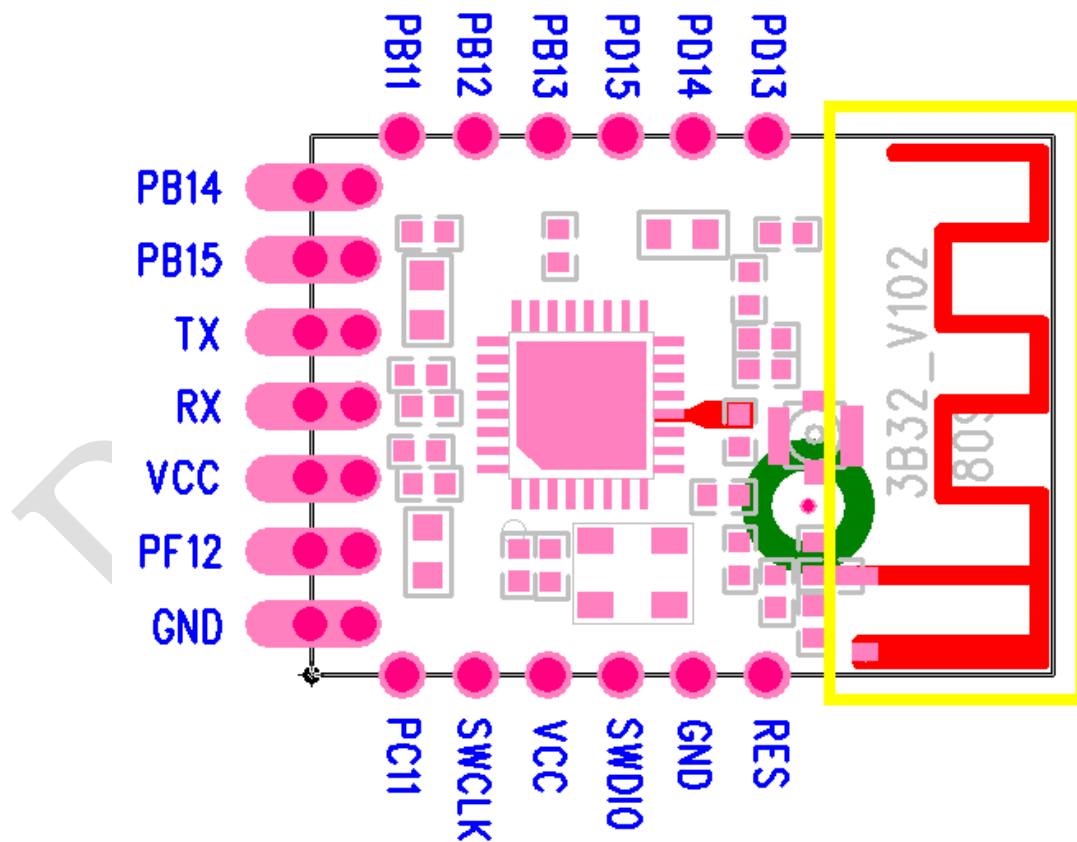 PB11
PB12
PB13
PD15
PD14
PD13
PB14
PB15
TX
RX
VCC
PF12
GND
3B32_V102
PC11
SWCLK
VCC
SWDIO
GND
RES